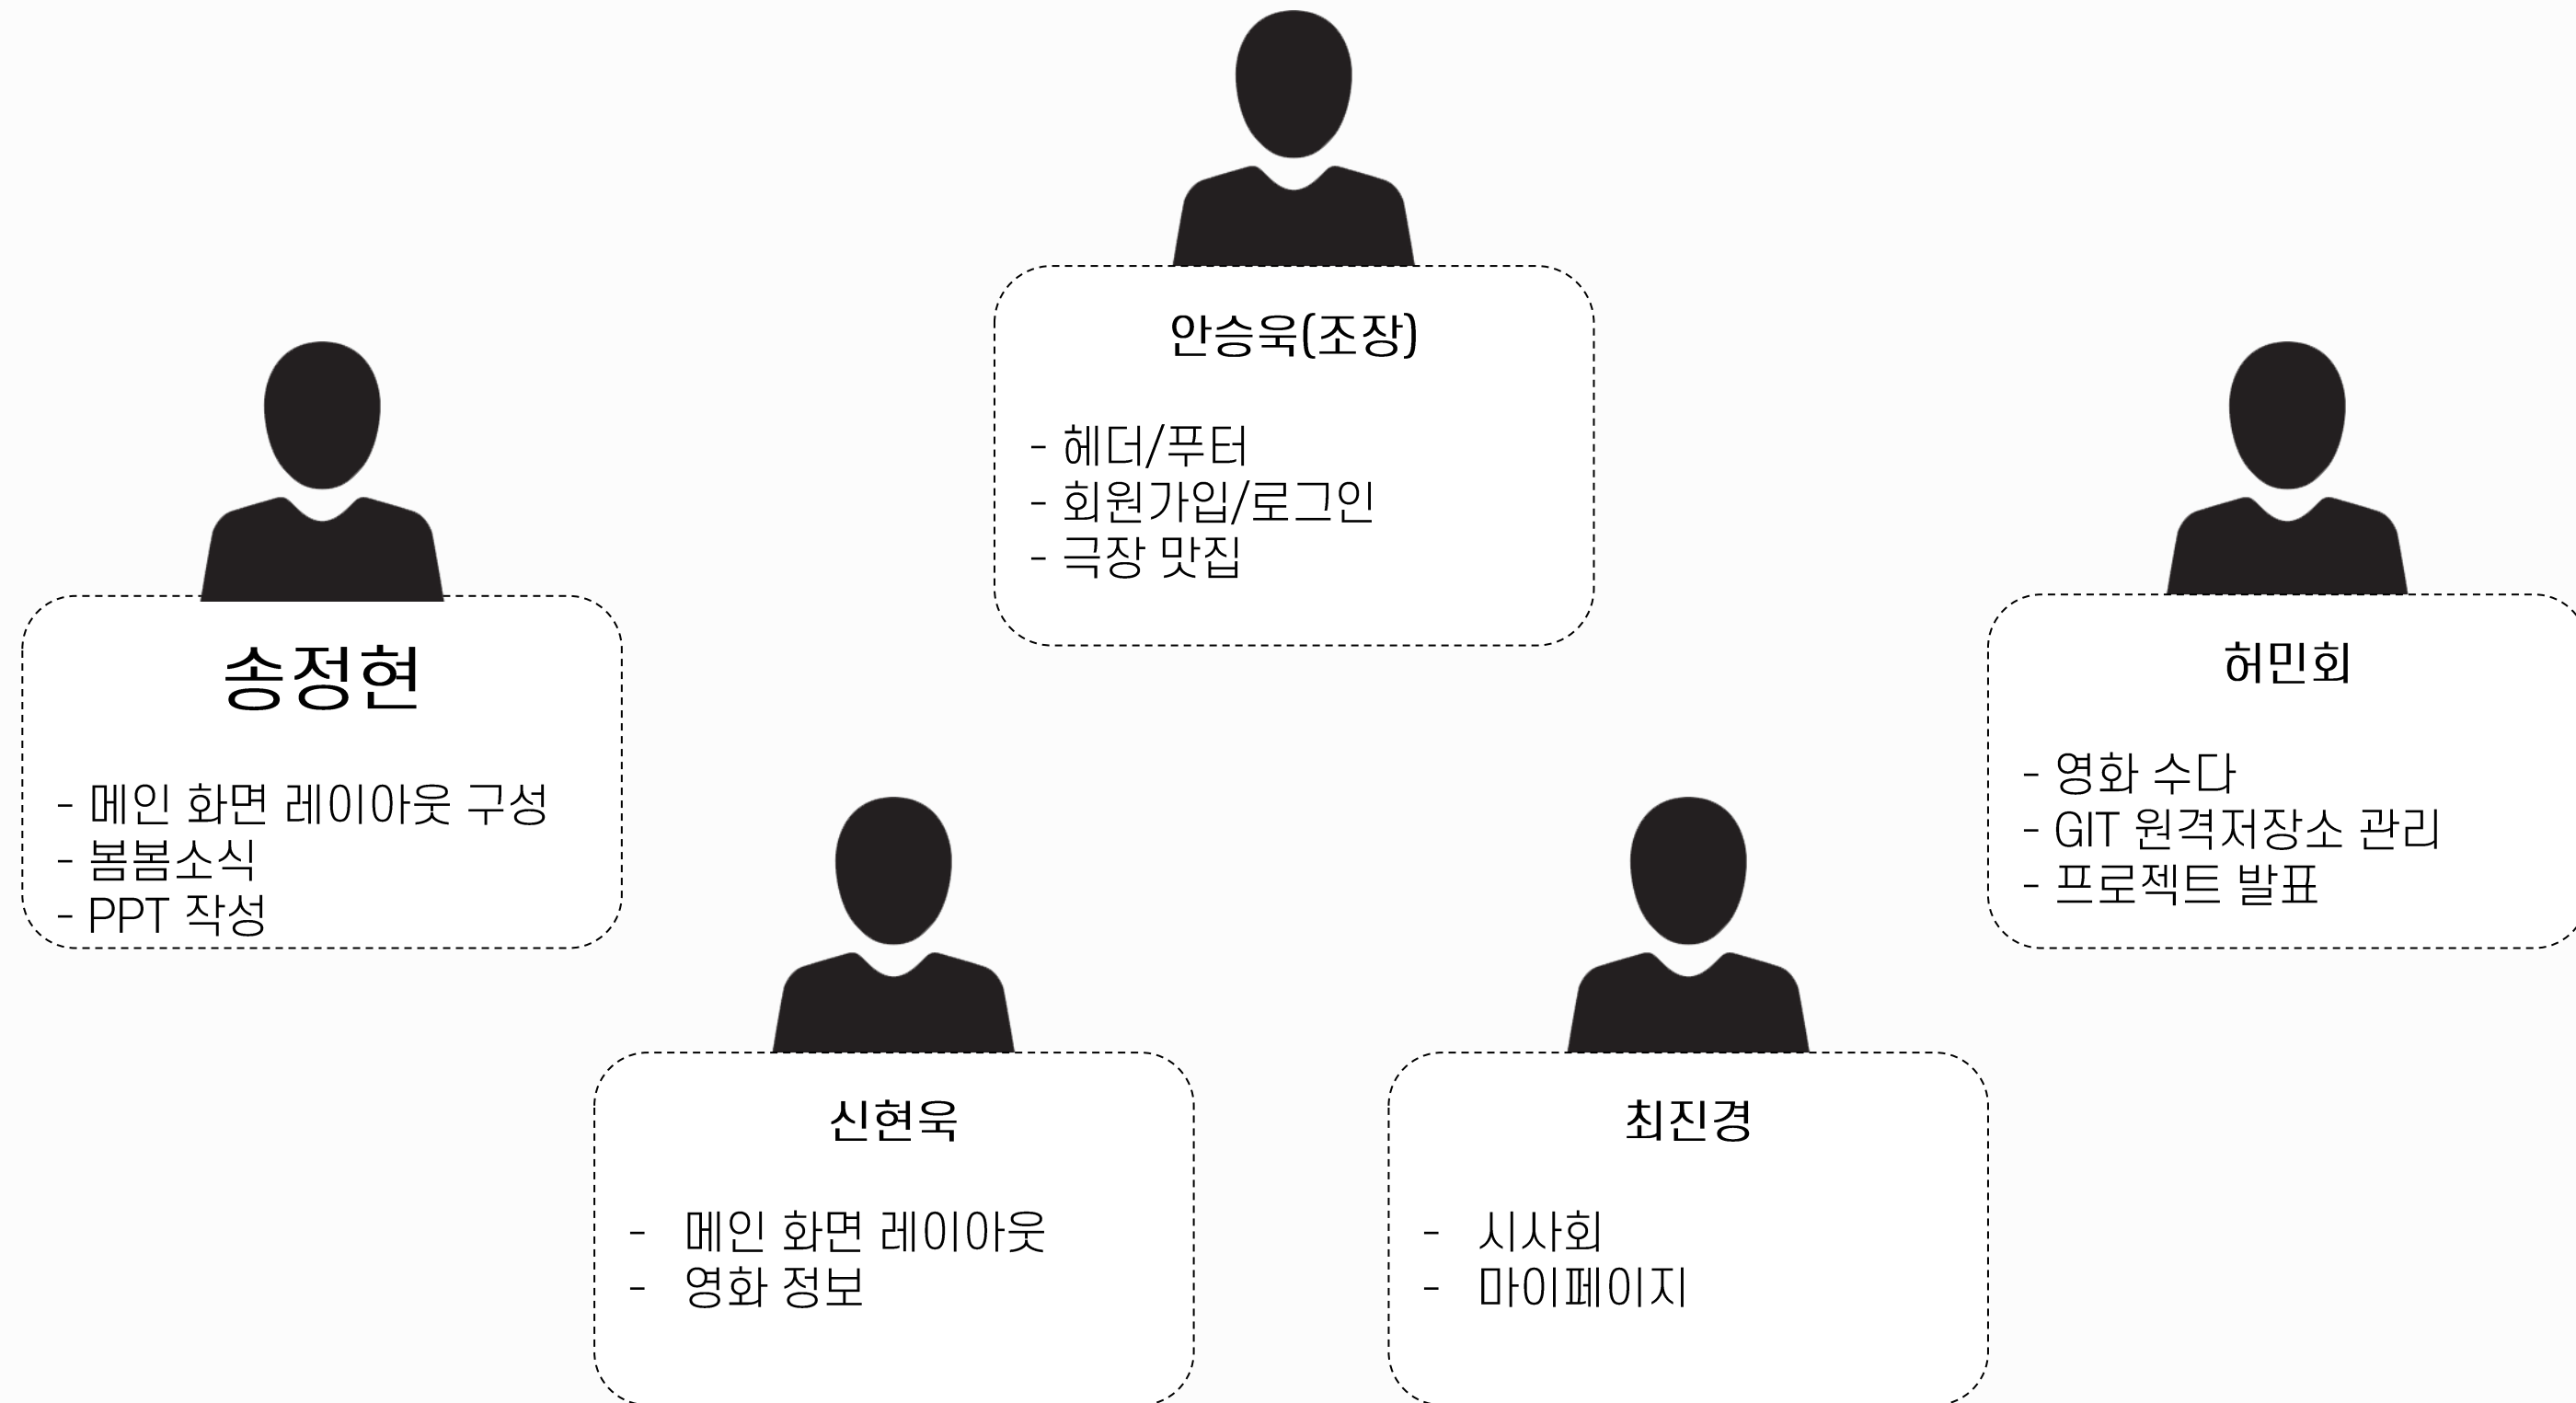 안승욱(조장)
- 헤더/푸터
- 회원가입/로그인
- 극장 맛집
송정현
- 메인 화면 레이아웃 구성
- 봄봄소식
- PPT 작성
허민회
- 영화 수다
- GIT 원격저장소 관리
- 프로젝트 발표
신현욱
- 메인 화면 레이아웃
- 영화 정보
최진경
- 시사회
- 마이페이지